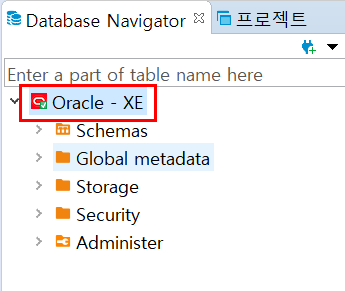 Database Navigator 프로젝트
Enter a part of table name here
Oracle - XE
Schemas
Global metadata
Storage
Security
Administer